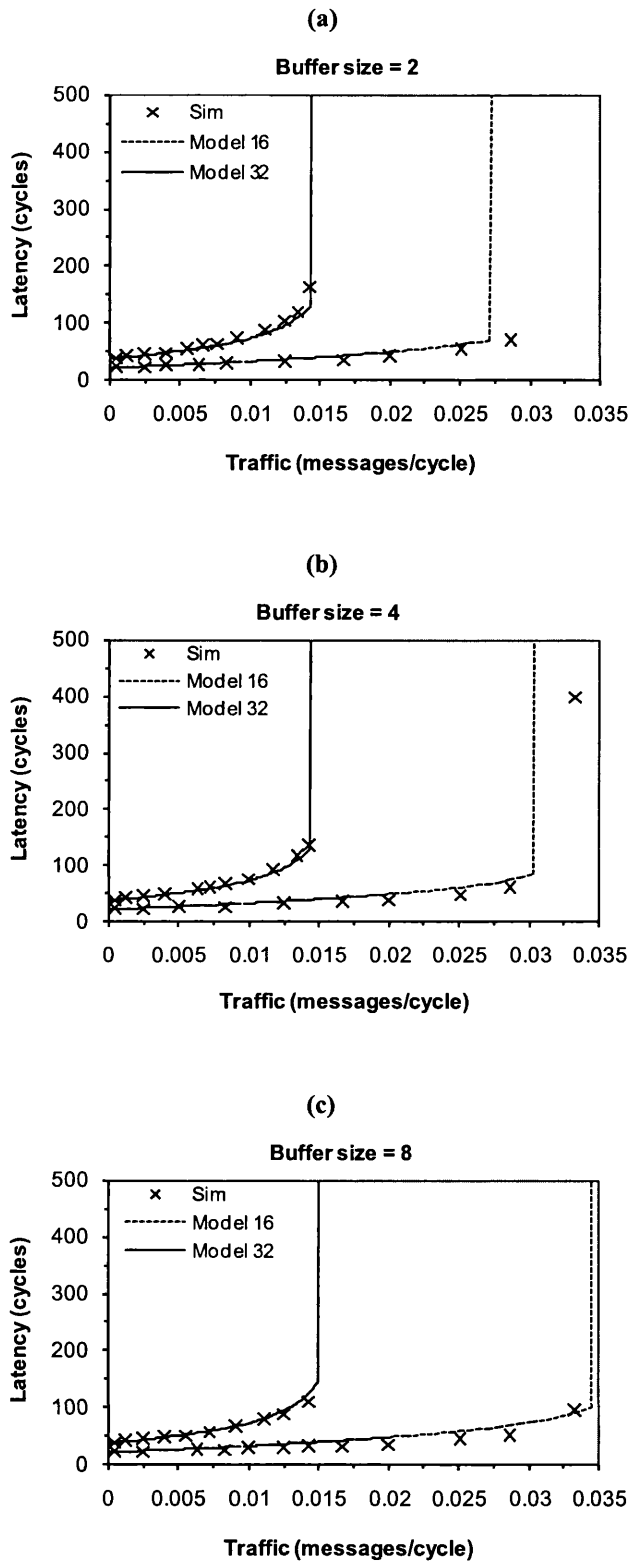 (a)
Buffer size = 2
500
400
300
200
100
0
Latency (cycles)
Sim
Model 16
Model 32
0 0.005 0.01 0.015 0.02 0.025 0.03 0.035
Traffic (messages/cycle)
(b)
Buffer size = 4
500
400
300
200
100
0
Latency (cycles)
Sim
Model 16
Model 32
0 0.005 0.01 0.015 0.02 0.025 0.03 0.035
Traffic (messages/cycle)
(c)
Buffer size = 8
500
400
300
200
100
0
Latency (cycles)
Sim
Model 16
Model 32
0 0.005 0.01 0.015 0.02 0.025 0.03 0.035
Traffic (messages/cycle)